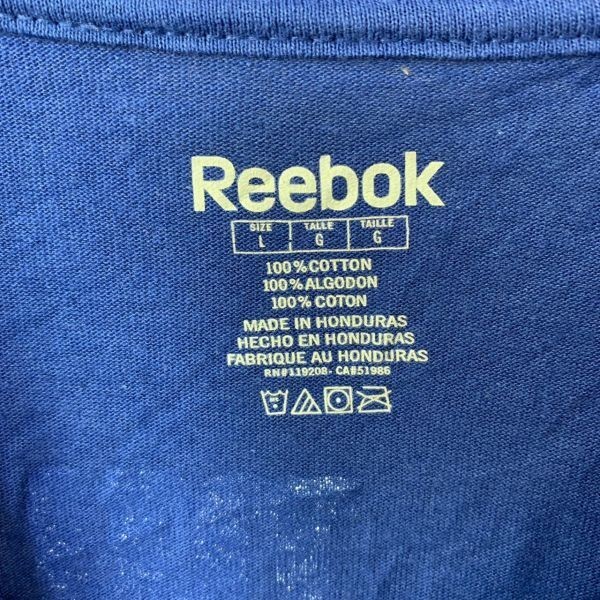 Reebok
SIZE TALLE TAILLE
L G G
100% COTTON
100% ALGODON
100% COTON
MADE IN HONDURAS
HECHO EN HONDURAS
FABRIQUE AU HONDURAS
RN#119208- CA#51986